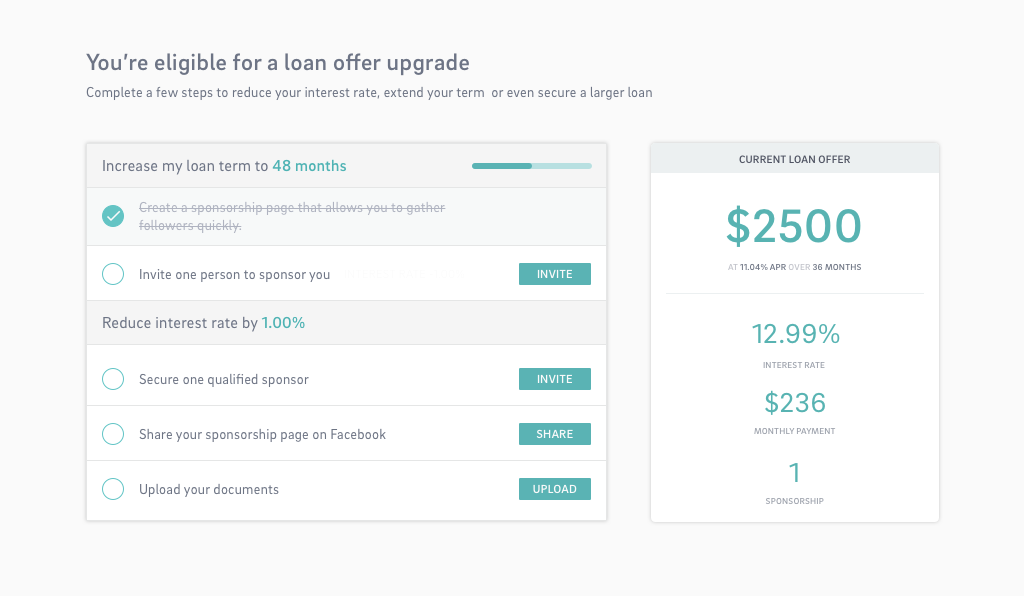 You're eligible for a loan offer upgrade
Complete a few steps to reduce your interest rate, extend your term  or even secure a larger loan
Increase my loan term to 48 months
Create a sponsorship page that allows you to gather
followers quickly.
Invite one person to sponsor you
INVITE
Reduce interest rate by 1.00%
Secure one qualified sponsor
INVITE
Share your sponsorship page on Facebook
SHARE
Upload your documents
UPLOAD
CURRENT LOAN OFFER
$2500
AT 11.04% APR OVER 36 MONTHS
12.99%
INTEREST RATE
$236
MONTHLY PAYMENT
1
SPONSORSHIP